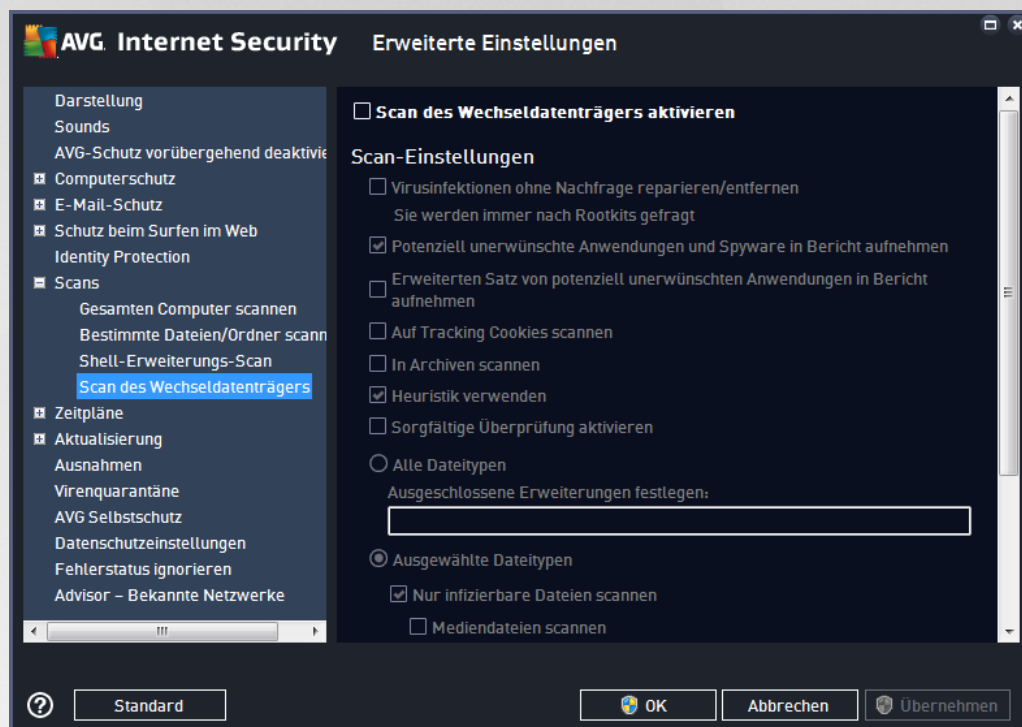 AVG. Internet Security
Erweiterte Einstellungen
Darstellung
Sounds
AVG-Schutz vorübergehend deaktivie
Computerschutz
E-Mail-Schutz
Schutz beim Surfen im Web
Identity Protection
Scans
Gesamten Computer scannen
Bestimmte Dateien/Ordner scann
Shell-Erweiterungs-Scan
Scan des Wechseldatenträgers
Zeitpläne
Aktualisierung
Ausnahmen
Virenquarantäne
AVG Selbstschutz
Datenschutzeinstellungen
Fehlerstatus ignorieren
Advisor – Bekannte Netzwerke
Scan des Wechseldatenträgers aktivieren
Scan-Einstellungen
Virusinfektionen ohne Nachfrage reparieren/entfernen
Sie werden immer nach Rootkits gefragt
Potenziell unerwünschte Anwendungen und Spyware in Bericht aufnehmen
Erweiterten Satz von potenziell unerwünschten Anwendungen in Bericht
aufnehmen
Auf Tracking Cookies scannen
In Archiven scannen
Heuristik verwenden
Sorgfältige Überprüfung aktivieren
Alle Dateitypen
Ausgeschlossene Erweiterungen festlegen:
Ausgewählte Dateitypen
Nur infizierbare Dateien scannen
Mediendateien scannen
Standard
OK
Abbrechen
Übernehmen